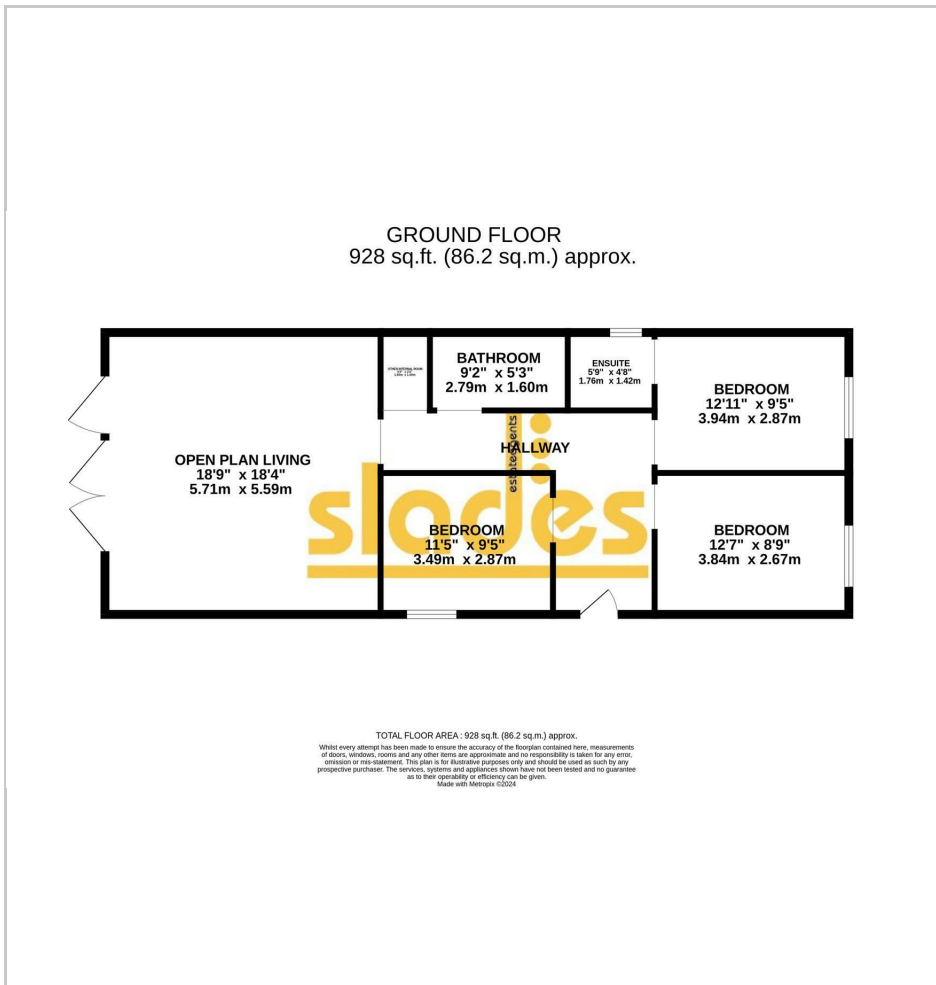 GROUND FLOOR
928 sq.ft. (86.2 sq.m.) approx.
BATHROOM
9'2" x 5'3"
2.79m x 1.60m
ENSUITE
5'9" x 4'8"
1.76m x 1.42m
BEDROOM
12'11" x 9'5"
3.94m x 2.87m
OPEN PLAN LIVING
18'9" x 18'4"
5.71m x 5.59m
HALLWAY
estate agents
slades
BEDROOM
11'5" x 9'5"
3.49m x 2.87m
BEDROOM
12'7" x 8'9"
3.84m x 2.67m
TOTAL FLOOR AREA : 928 sq.ft. (86.2 sq.m.) approx.
Whilst every attempt has been made to ensure the accuracy of the floorplan contained here, measurements
of doors, windows, rooms and any other items are approximate and no responsibility is taken for any error,
omission or mis-statement. This plan is for illustrative purposes only and should be used as such by any
prospective purchaser. The services, systems and appliances shown have not been tested and no guarantee
as to their operability or efficiency can be given.
Made with Metropix ©2024